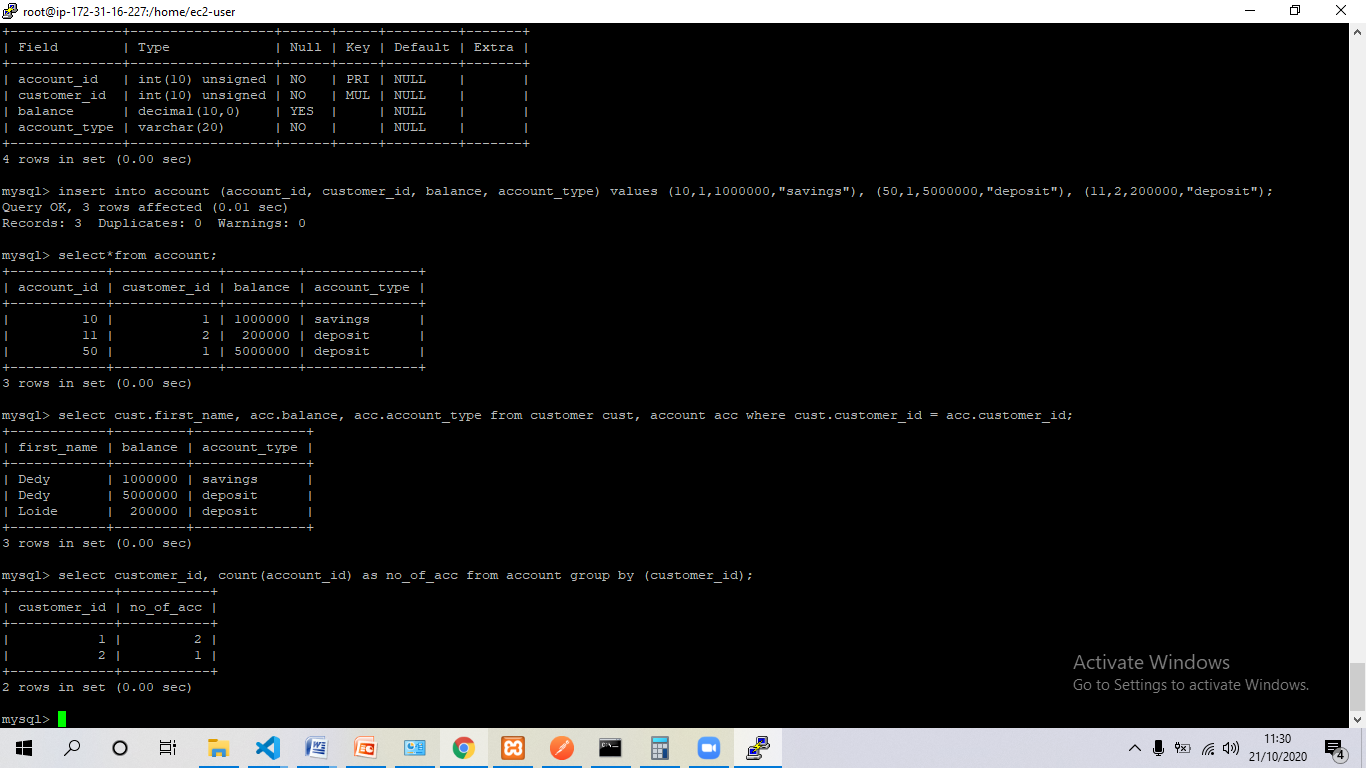 root@ip-172-31-16-227:/home/ec2-user
+--------------+------------------+------+-----+---------+-------+
| Field        | Type             | Null | Key | Default | Extra |
+--------------+------------------+------+-----+---------+-------+
| account_id   | int(10) unsigned | NO   | PRI | NULL    |       |
| customer_id  | int(10) unsigned | NO   | MUL | NULL    |       |
| balance      | decimal(10,0)    | YES  |     | NULL    |       |
| account_type | varchar(20)      | NO   |     | NULL    |       |
+--------------+------------------+------+-----+---------+-------+
4 rows in set (0.00 sec)
mysql> insert into account (account_id, customer_id, balance, account_type) values (10,1,1000000,"savings"), (50,1,5000000,"deposit"), (11,2,200000,"deposit");
Query OK, 3 rows affected (0.01 sec)
Records: 3  Duplicates: 0  Warnings: 0
mysql> select*from account;
+------------+-------------+---------+--------------+
| account_id | customer_id | balance | account_type |
+------------+-------------+---------+--------------+
|         10 |           1 | 1000000 | savings      |
|         11 |           2 |  200000 | deposit      |
|         50 |           1 | 5000000 | deposit      |
+------------+-------------+---------+--------------+
3 rows in set (0.00 sec)
mysql> select cust.first_name, acc.balance, acc.account_type from customer cust, account acc where cust.customer_id = acc.customer_id;
+------------+---------+--------------+
| first_name | balance | account_type |
+------------+---------+--------------+
| Dedy       | 1000000 | savings      |
| Dedy       | 5000000 | deposit      |
| Loide      |  200000 | deposit      |
+------------+---------+--------------+
3 rows in set (0.00 sec)
mysql> select customer_id, count(account_id) as no_of_acc from account group by (customer_id);
+-------------+-----------+
| customer_id | no_of_acc |
+-------------+-----------+
|           1 |         2 |
|           2 |         1 |
+-------------+-----------+
2 rows in set (0.00 sec)
mysql>
Activate Windows
Go to Settings to activate Windows.
11:30
21/10/2020
4